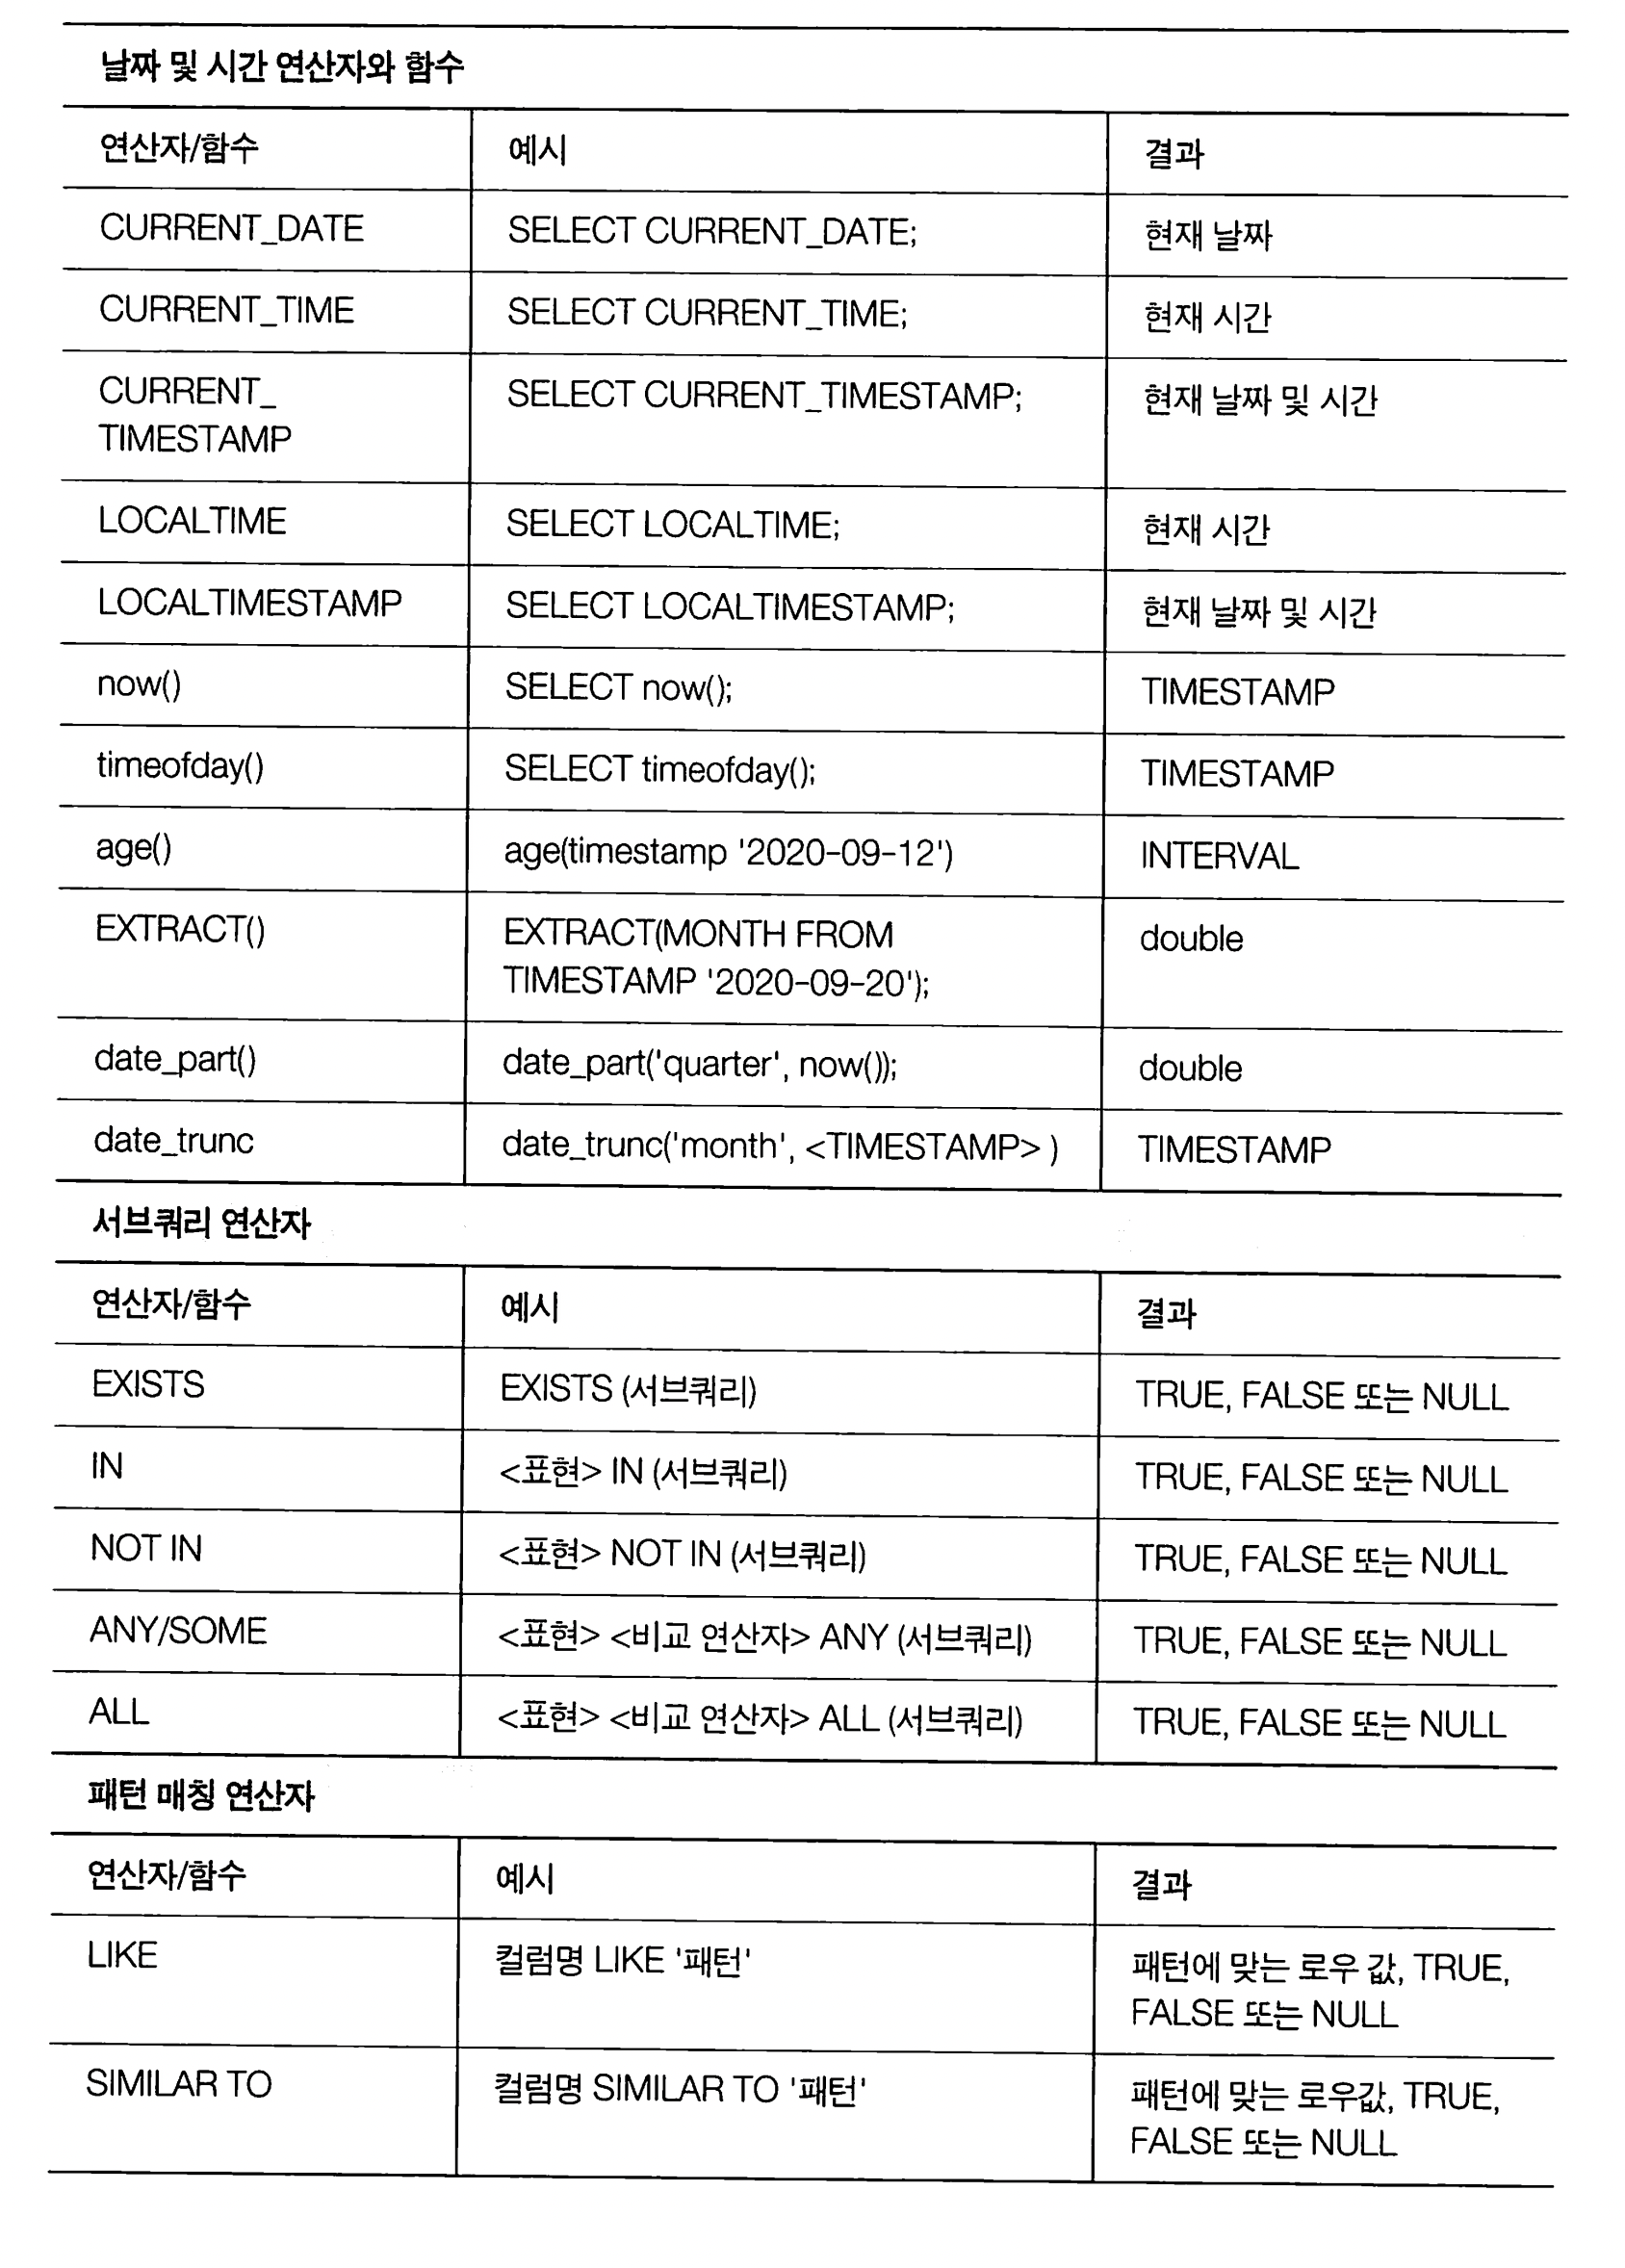 날짜 및 시간 연산자와 함수
연산자/함수 예시 결과
CURRENT_DATE SELECT CURRENT_DATE; 현재 날짜
CURRENT_TIME SELECT CURRENT_TIME; 현재 시간
CURRENT_ SELECT CURRENT_TIMESTAMP; 현재 날짜 및 시간
TIMESTAMP
LOCALTIME SELECT LOCALTIME; 현재 시간
LOCALTIMESTAMP SELECT LOCALTIMESTAMP; 현재 날짜 및 시간
now() SELECT now(); TIMESTAMP
timeofday() SELECT timeofday(); TIMESTAMP
age() age(timestamp '2020-09-12') INTERVAL
EXTRACT() EXTRACT(MONTH FROM double
TIMESTAMP '2020-09-20');
date_part() date_part('quarter', now()); double
date_trunc date_trunc('month', <TIMESTAMP> ) TIMESTAMP
서브쿼리 연산자
연산자/함수 예시 결과
EXISTS EXISTS (서브쿼리) TRUE, FALSE 또는 NULL
IN <표현> IN (서브쿼리) TRUE, FALSE 또는 NULL
NOT IN <표현> NOT IN (서브쿼리) TRUE, FALSE 또는 NULL
ANY/SOME <표현> <비교 연산자> ANY (서브쿼리) TRUE, FALSE 또는 NULL
ALL <표현> <비교 연산자> ALL (서브쿼리) TRUE, FALSE 또는 NULL
패턴 매칭 연산자
연산자/함수 예시 결과
LIKE 컬럼명 LIKE '패턴' 패턴에 맞는 로우 값, TRUE,
FALSE 또는 NULL
SIMILAR TO 컬럼명 SIMILAR TO '패턴' 패턴에 맞는 로우값, TRUE,
FALSE 또는 NULL